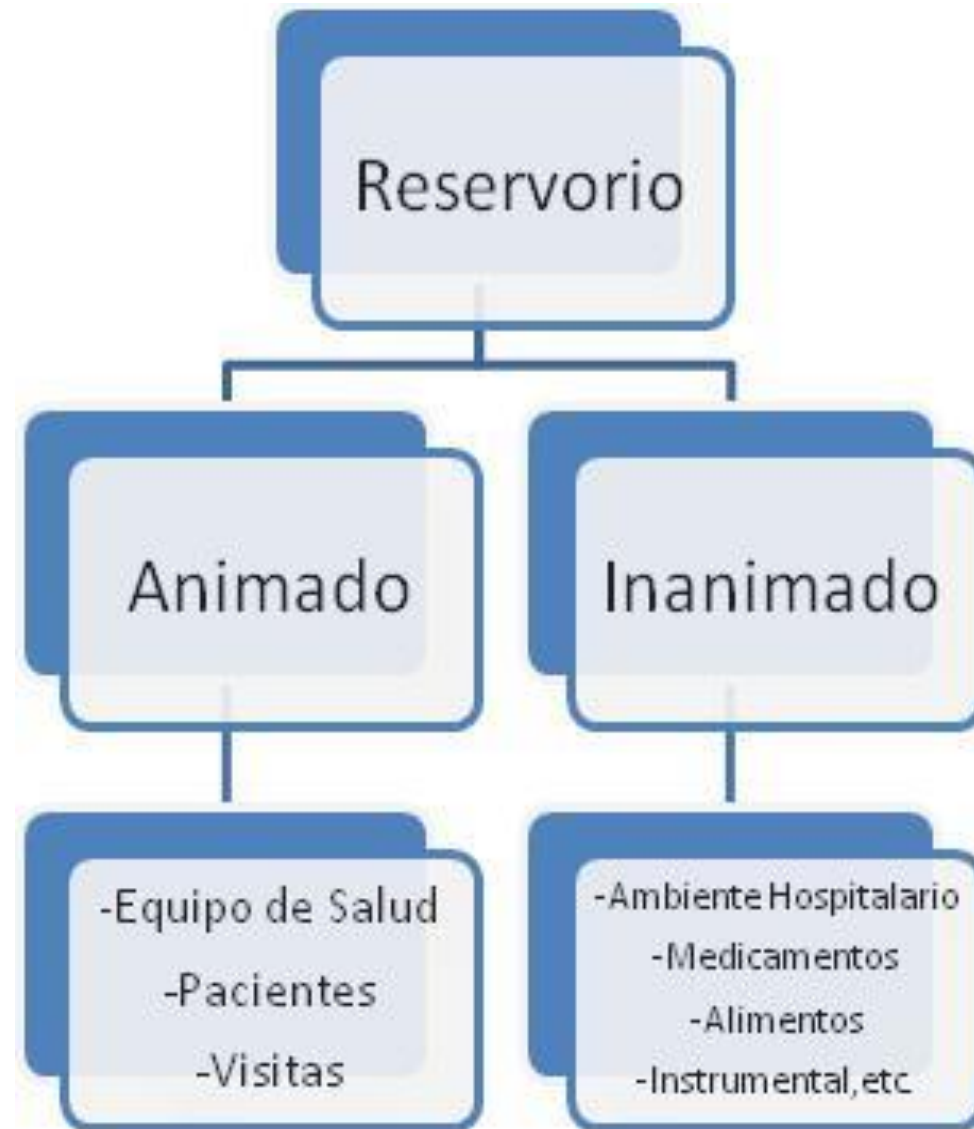 Reservorio
Animado
Inanimado
-Equipo de Salud
-Pacientes
-Visitas
-Ambiente Hospitalario
-Medicamentos
-Alimentos
-Instrumental,etc